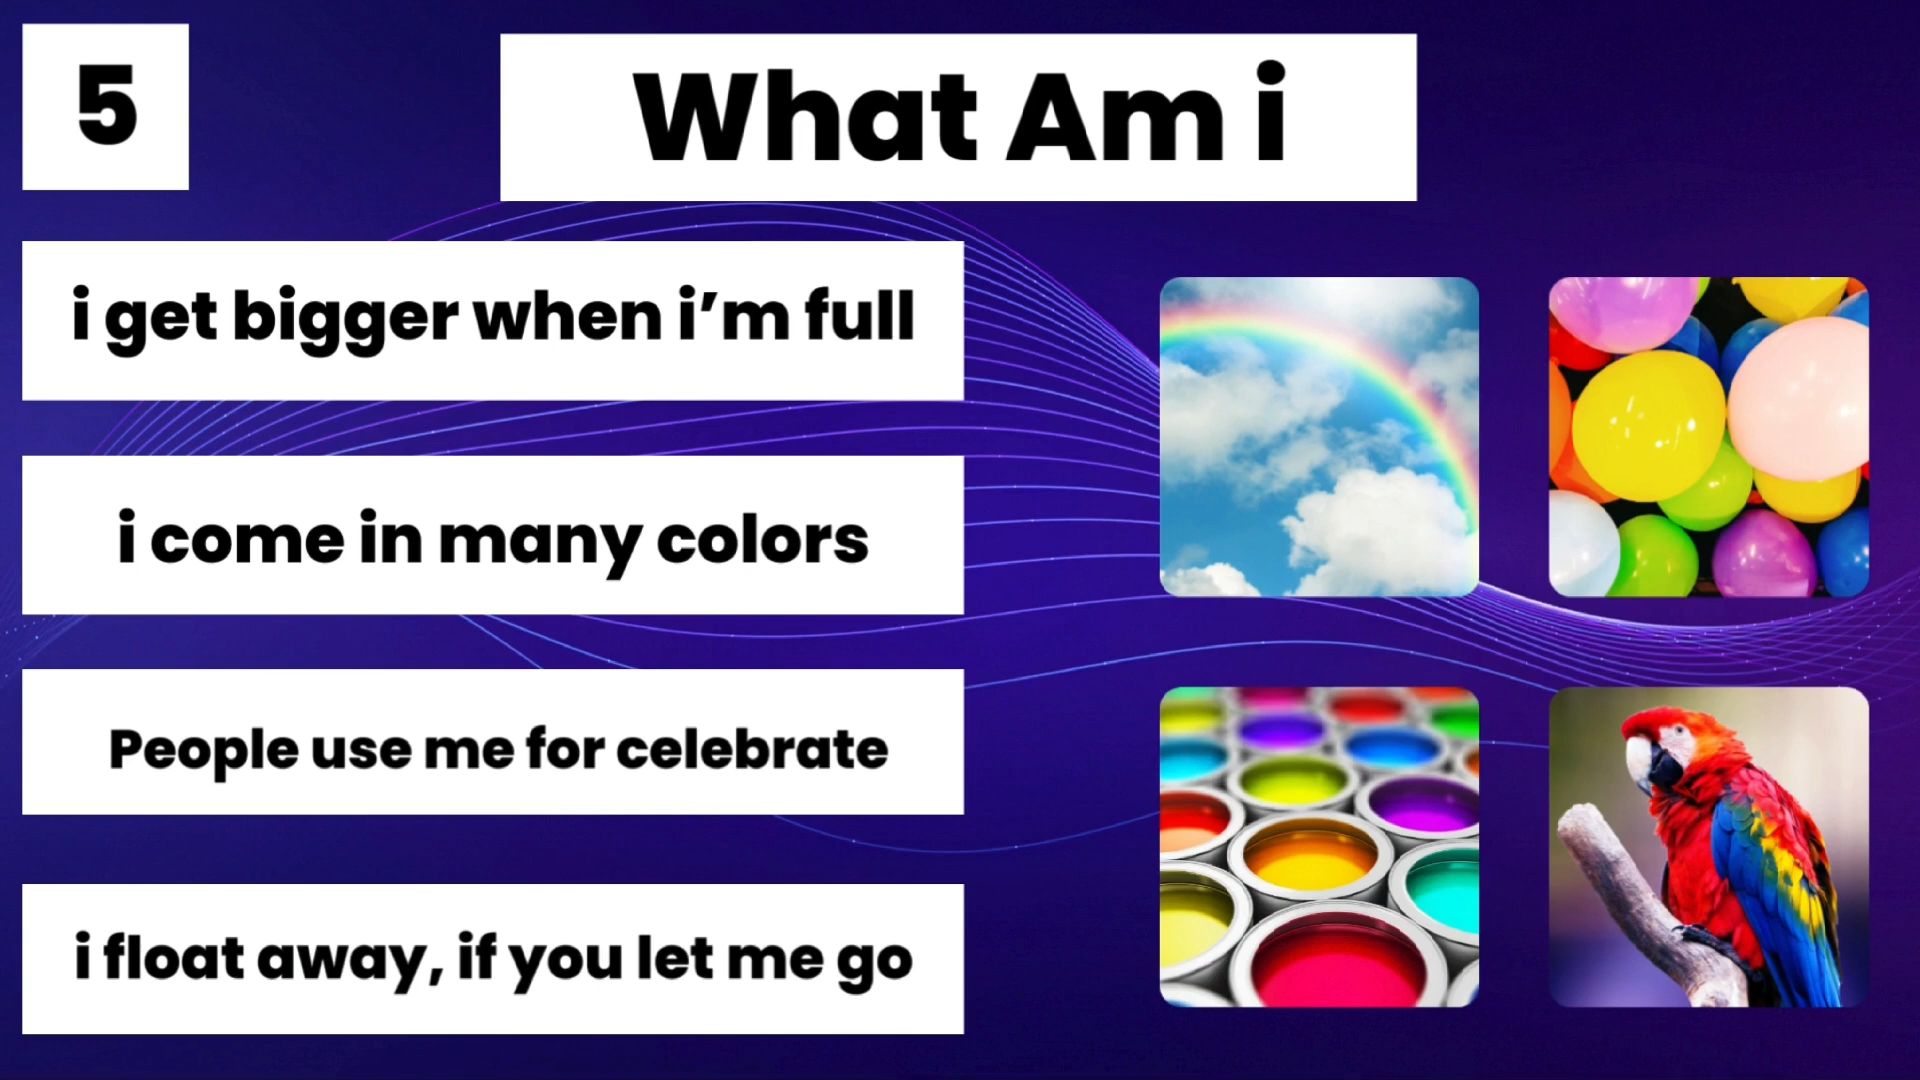 5
What Am i
i get bigger when i’m full
i come in many colors
People use me for celebrate
i float away, if you let me go